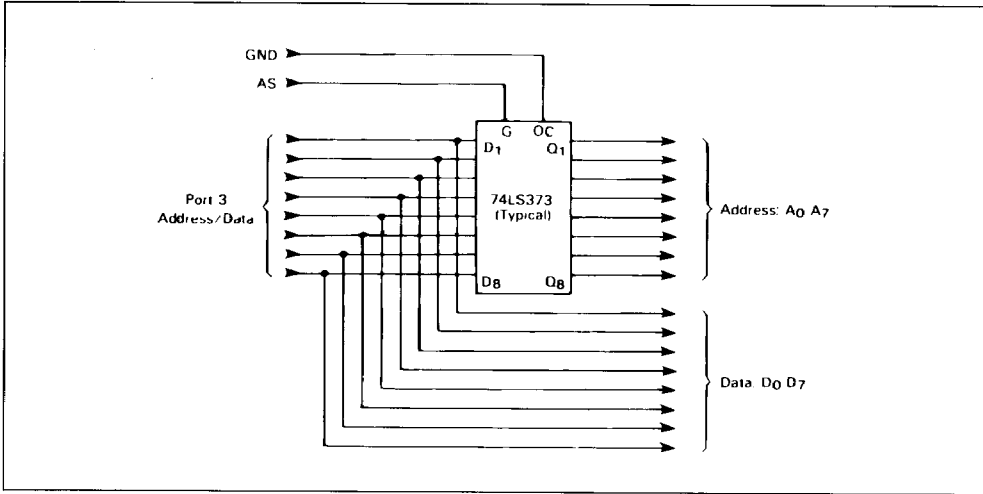 GND
AS
G OC
D1 Q1
Port 3
Address/Data
74LS373
(Typical)
Address: A0 A7
D8 Q8
Data: D0 D7